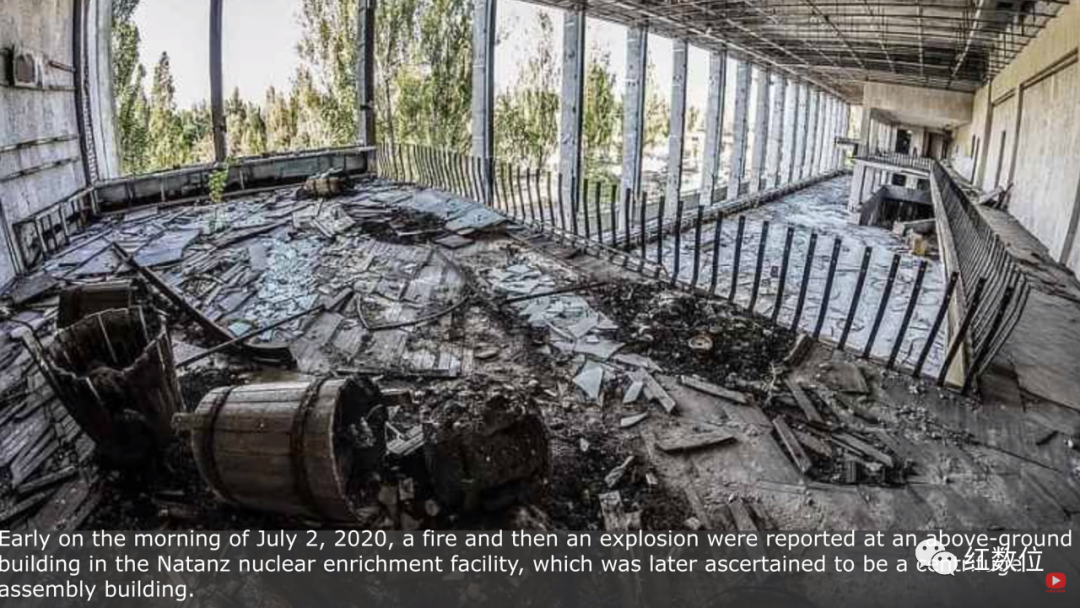 Early on the morning of July 2, 2020, a fire and then an explosion were reported at an above-ground
building in the Natanz nuclear enrichment facility, which was later ascertained to be a centrifuge
assembly building.
红数位